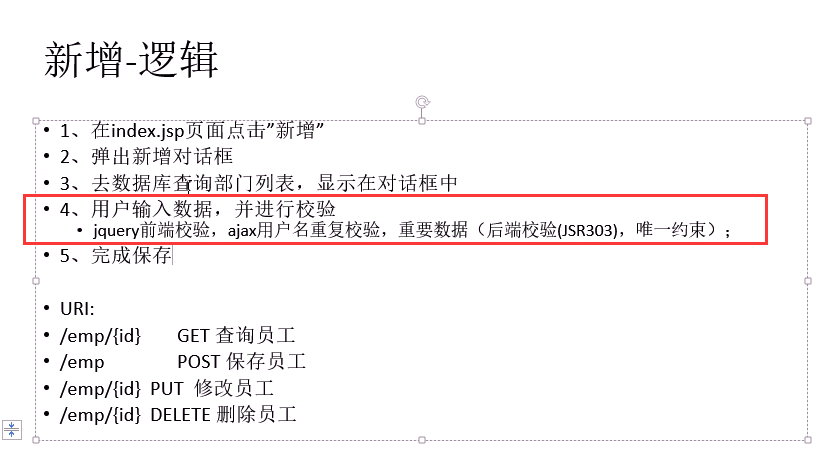 新增-逻辑
• 1、在index.jsp页面点击”新增”
• 2、弹出新增对话框
• 3、去数据库查询部门列表，显示在对话框中
• 4、用户输入数据，并进行校验
• jquery前端校验，ajax用户名重复校验，重要数据（后端校验(JSR303)，唯一约束）；
• 5、完成保存
• URI:
• /emp/{id} GET 查询员工
• /emp POST 保存员工
• /emp/{id} PUT 修改员工
• /emp/{id} DELETE 删除员工